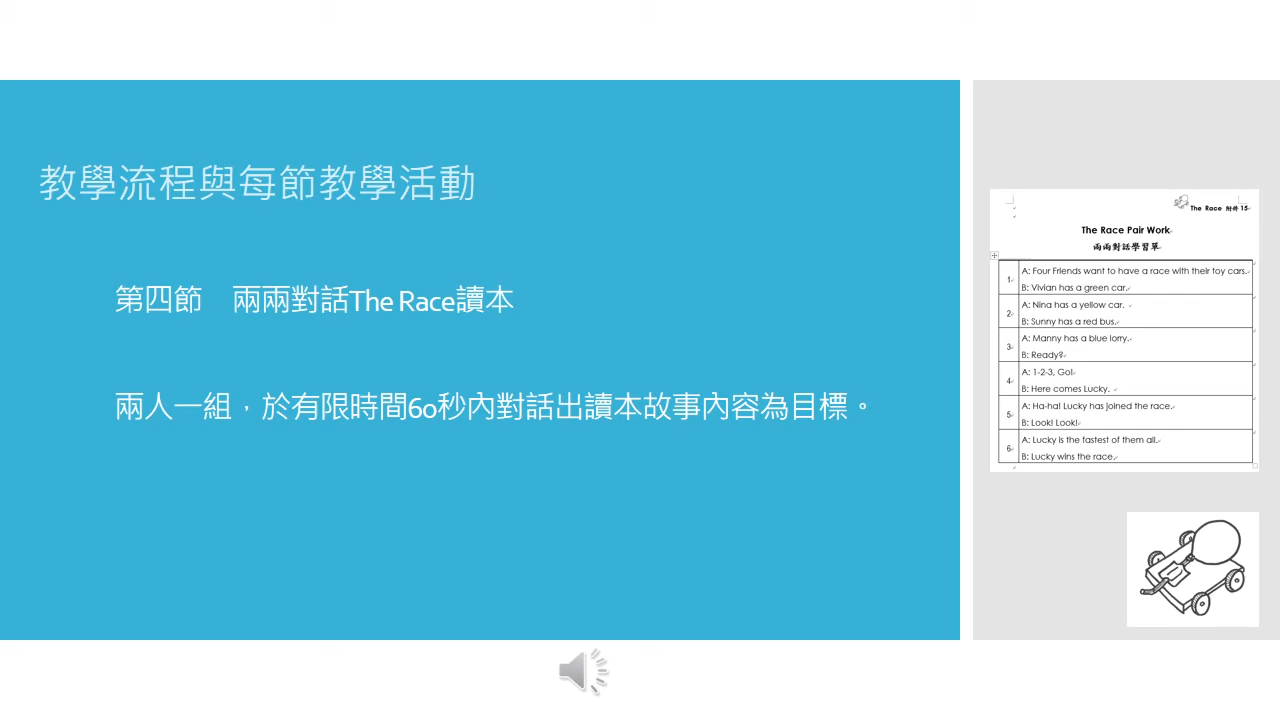 教學流程與每節教學活動
第四節　兩兩對話The Race讀本
兩人一組，於有限時間60秒內對話出讀本故事內容為目標。
The Race 附件 15
The Race Pair Work
兩兩對話學習單
1
A: Four Friends want to have a race with their toy cars.
B: Vivian has a green car.
2
A: Nina has a yellow car.
B: Sunny has a red bus.
3
A: Manny has a blue lorry.
B: Ready?
4
A: 1-2-3, Go!
B: Here comes Lucky.
5
A: Ha-ha! Lucky has joined the race.
B: Look! Look!
6
A: Lucky is the fastest of them all.
B: Lucky wins the race.